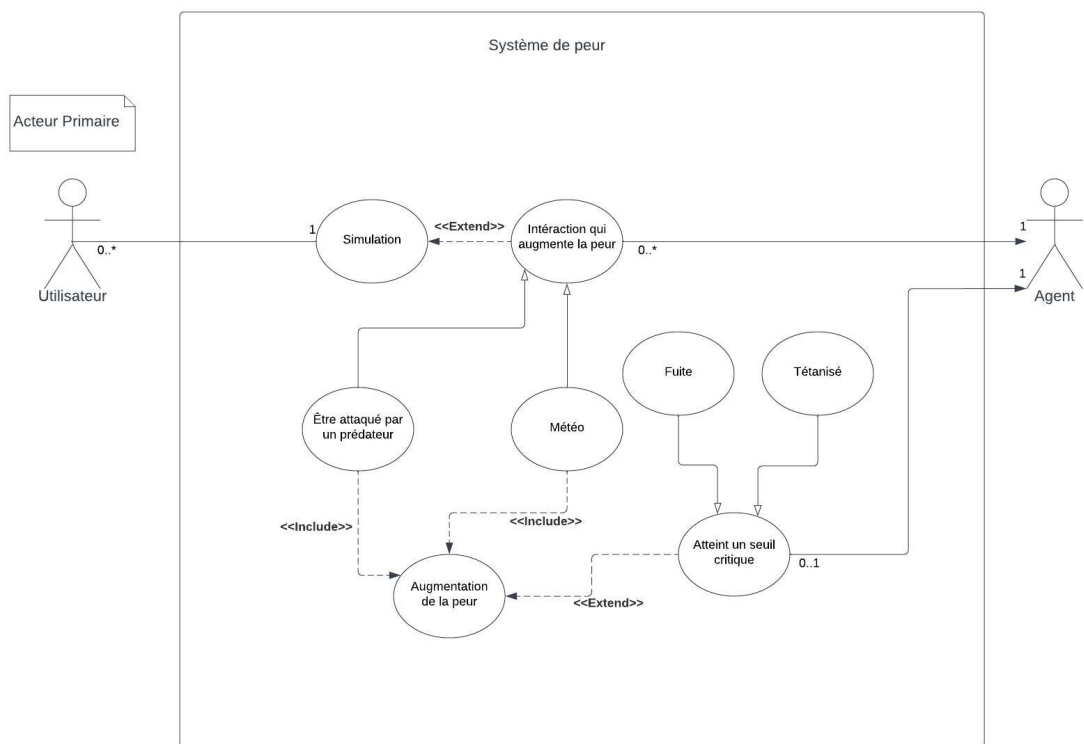 Système de peur
Acteur Primaire
Utilisateur
0..*
1
Simulation
<<Extend>>
Intéraction qui
augmente la peur
0..*
1
1
Agent
Être attaqué par
un prédateur
Météo
Fuite
Tétanisé
<<Include>>
<<Include>>
Augmentation
de la peur
<<Extend>>
Atteint un seuil
critique
0..1